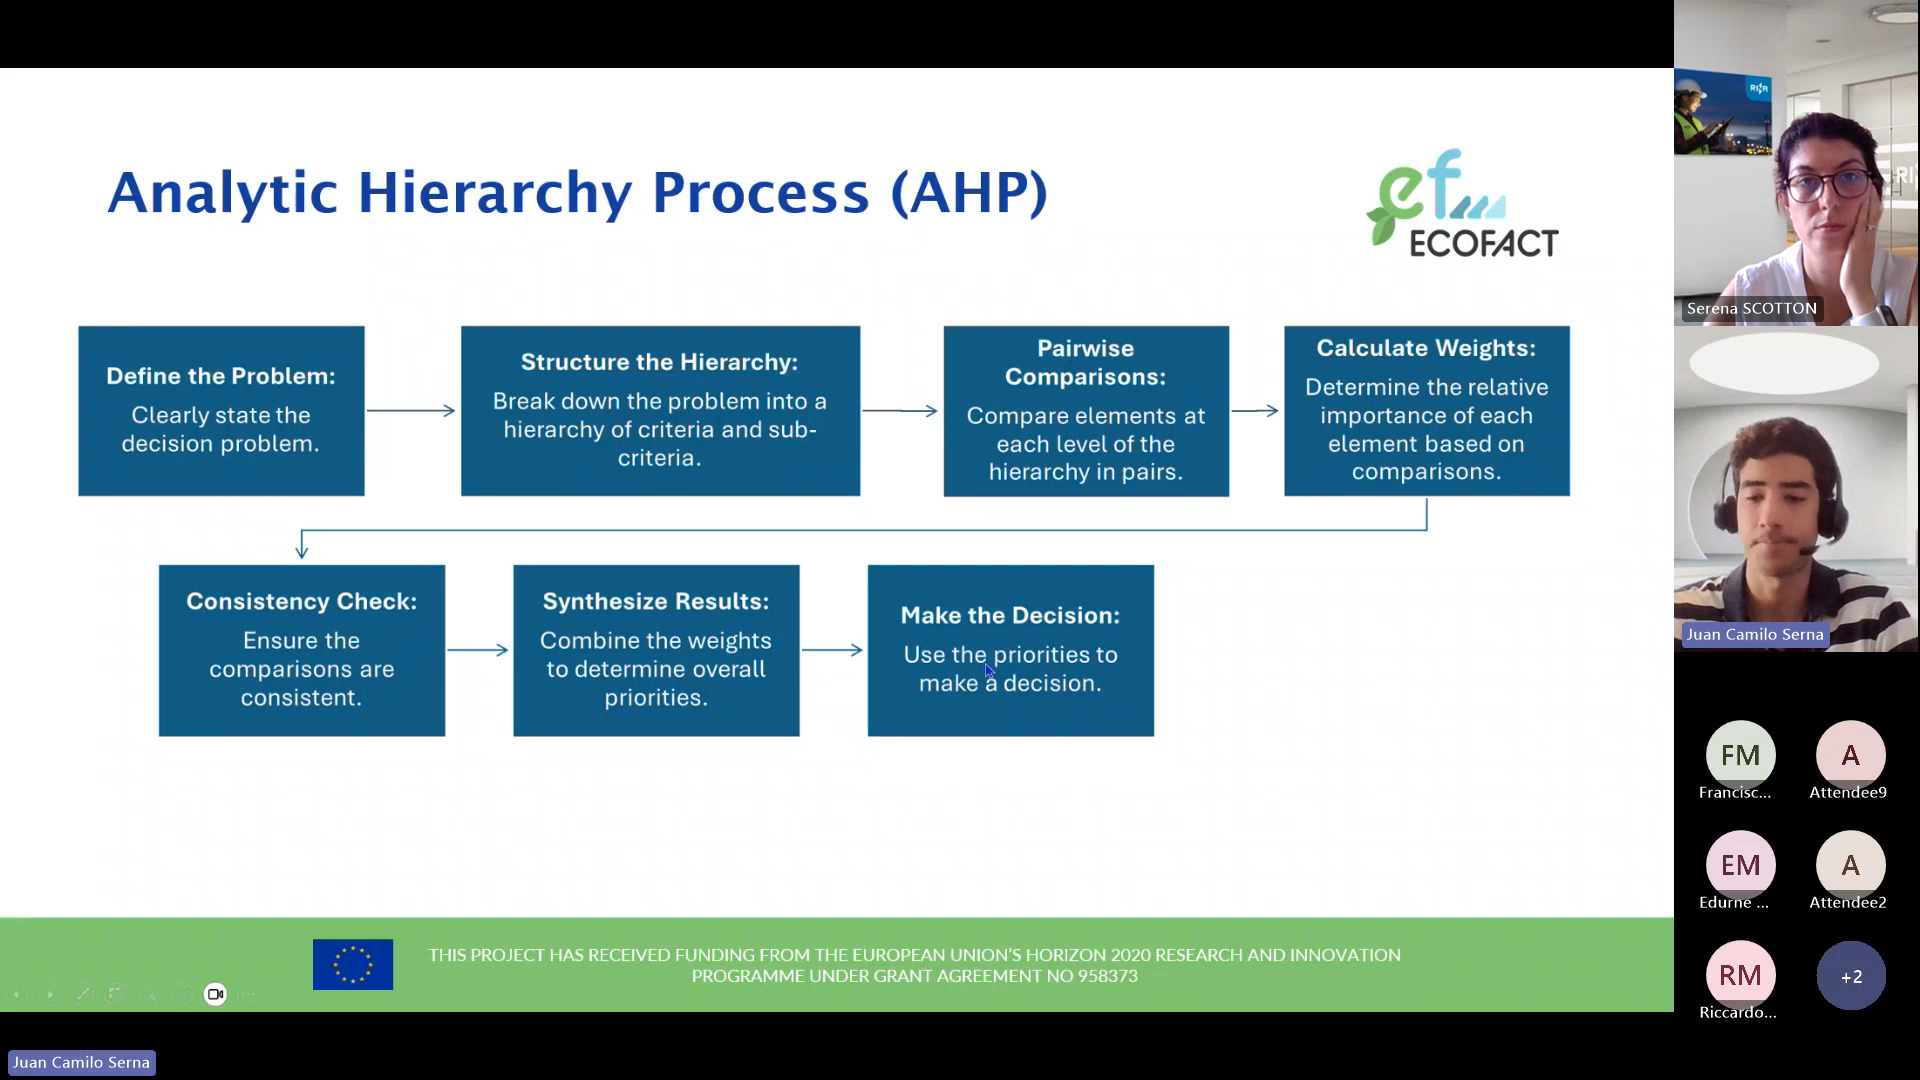 Analytic Hierarchy Process (AHP)
ef
ECOFACT
Define the Problem:
Clearly state the
decision problem.
Structure the Hierarchy:
Break down the problem into a
hierarchy of criteria and sub-
criteria.
Pairwise
Comparisons:
Compare elements at
each level of the
hierarchy in pairs.
Calculate Weights:
Determine the relative
importance of each
element based on
comparisons.
Consistency Check:
Ensure the
comparisons are
consistent.
Synthesize Results:
Combine the weights
to determine overall
priorities.
Make the Decision:
Use the priorities to
make a decision.
THIS PROJECT HAS RECEIVED FUNDING FROM THE EUROPEAN UNION’S HORIZON 2020 RESEARCH AND INNOVATION
PROGRAMME UNDER GRANT AGREEMENT NO 958373
Juan Camilo Serna
RINA
Serena SCOTTON
Juan Camilo Serna
FM
Francisc...
A
Attendee9
EM
Edurne ...
A
Attendee2
RM
Riccardo...
+2